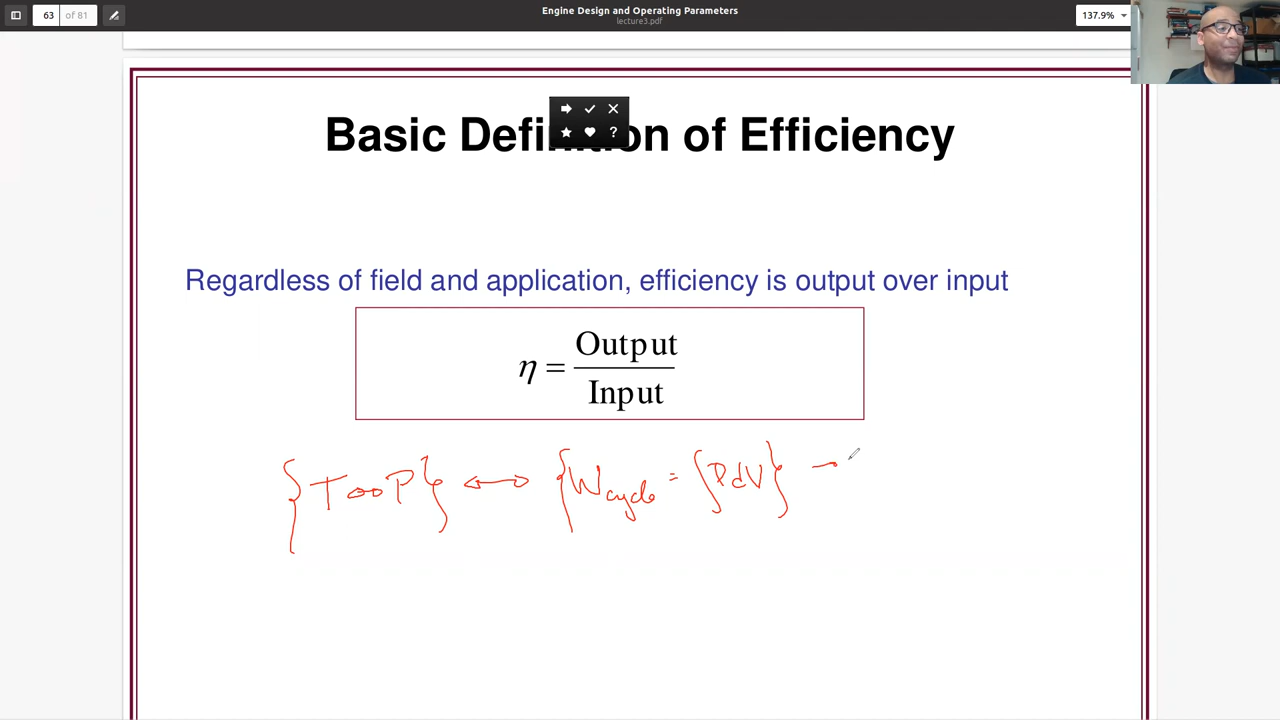 63 of 81
Engine Design and Operating Parameters
lecture3.pdf
137.9%
Basic Definition of Efficiency
Regardless of field and application, efficiency is output over input
η = Output / Input
{T ∞ P} ↔ {Wcycle = ∫PdV} →